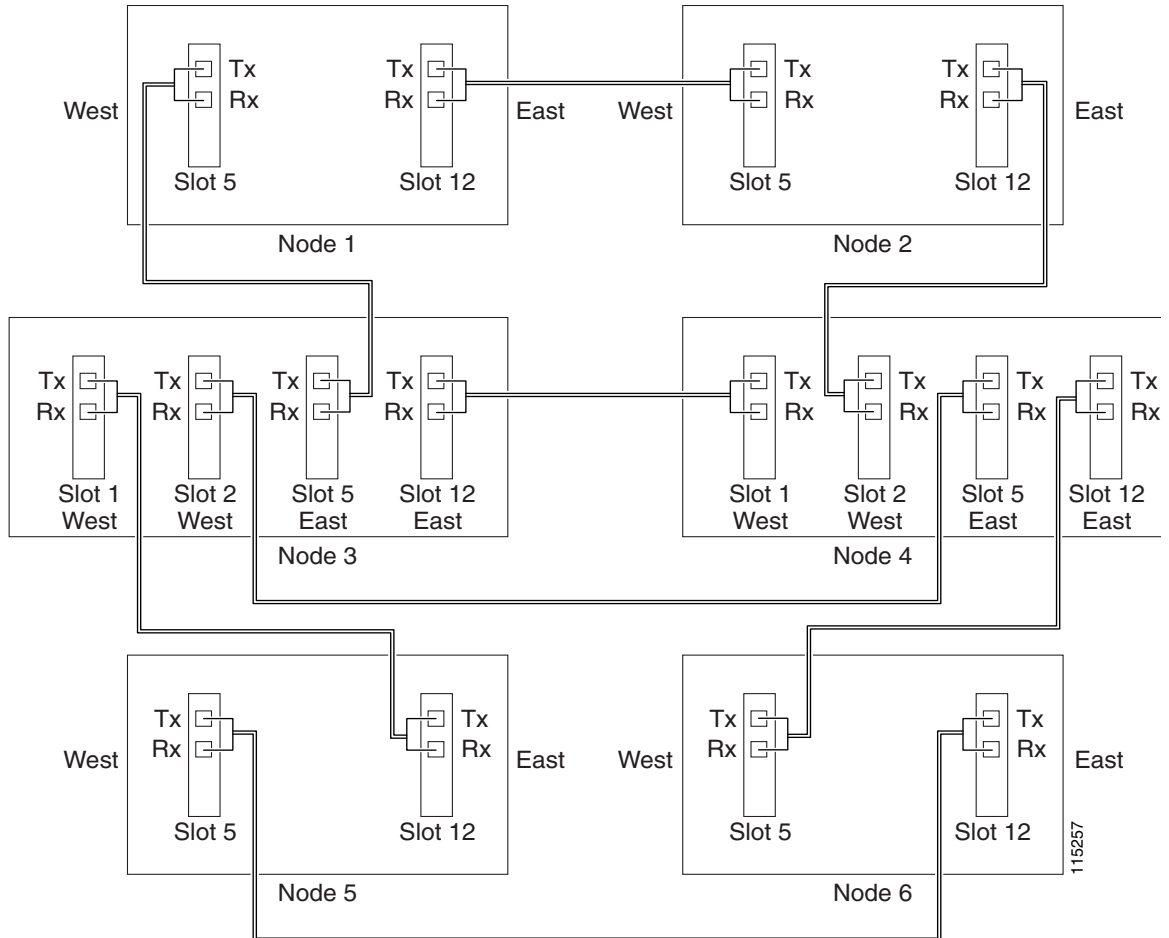 Tx Tx Tx Tx
Rx Rx Rx Rx
West East West East
Slot 5 Slot 12 Slot 5 Slot 12
Node 1 Node 2
Tx Tx Tx Tx Tx Tx Tx Tx
Rx Rx Rx Rx Rx Rx Rx Rx
Slot 1 Slot 2 Slot 5 Slot 12 Slot 1 Slot 2 Slot 5 Slot 12
West West East East West West East East
Node 3 Node 4
Tx Tx Tx Tx
Rx Rx Rx Rx
West East West East
Slot 5 Slot 12 Slot 5 Slot 12
115257
Node 5 Node 6